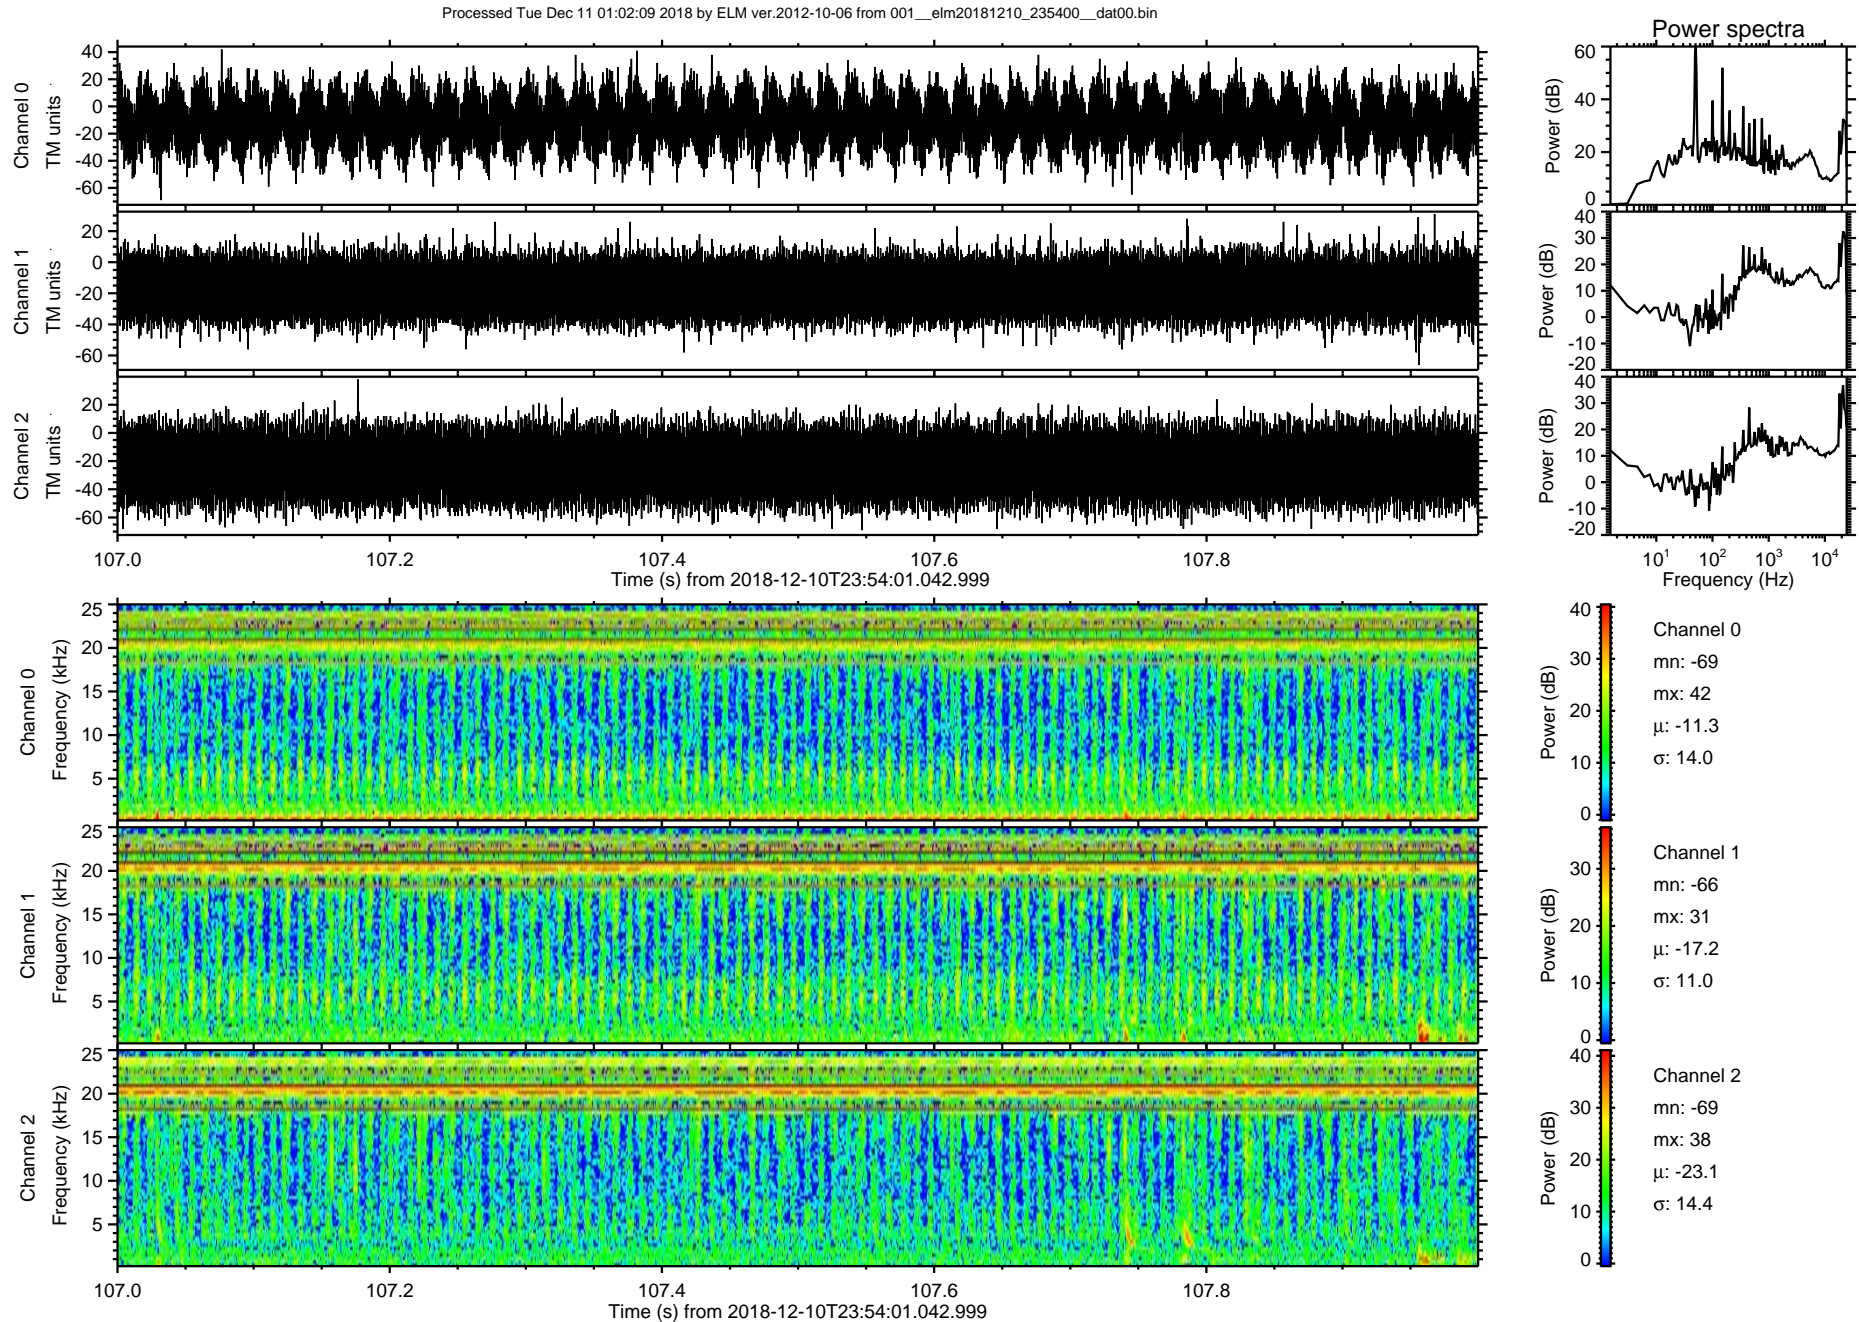 Processed Tue Dec 11 01:02:09 2018 by ELM ver.2012-10-06 from 001__elm20181210_235400__dat00.bin
Power spectra
Channel 0
TM units
40
20
0
-20
-40
-60
Power (dB)
60
40
20
0
Channel 1
TM units
20
0
-20
-40
-60
Power (dB)
40
30
20
10
0
-10
-20
Channel 2
TM units
20
0
-20
-40
-60
Power (dB)
40
30
20
10
0
-10
-20
107.0 107.2 107.4 107.6 107.8
Time (s) from 2018-12-10T23:54:01.042.999
10^1 10^2 10^3 10^4
Frequency (Hz)
Channel 0
Frequency (kHz)
25
20
15
10
5
Power (dB)
40
30
20
10
0
Channel 0
mn: -69
mx: 42
μ: -11.3
σ: 14.0
Channel 1
Frequency (kHz)
25
20
15
10
5
Power (dB)
30
20
10
0
Channel 1
mn: -66
mx: 31
μ: -17.2
σ: 11.0
Channel 2
Frequency (kHz)
25
20
15
10
5
Power (dB)
40
30
20
10
0
Channel 2
mn: -69
mx: 38
μ: -23.1
σ: 14.4
107.0 107.2 107.4 107.6 107.8
Time (s) from 2018-12-10T23:54:01.042.999